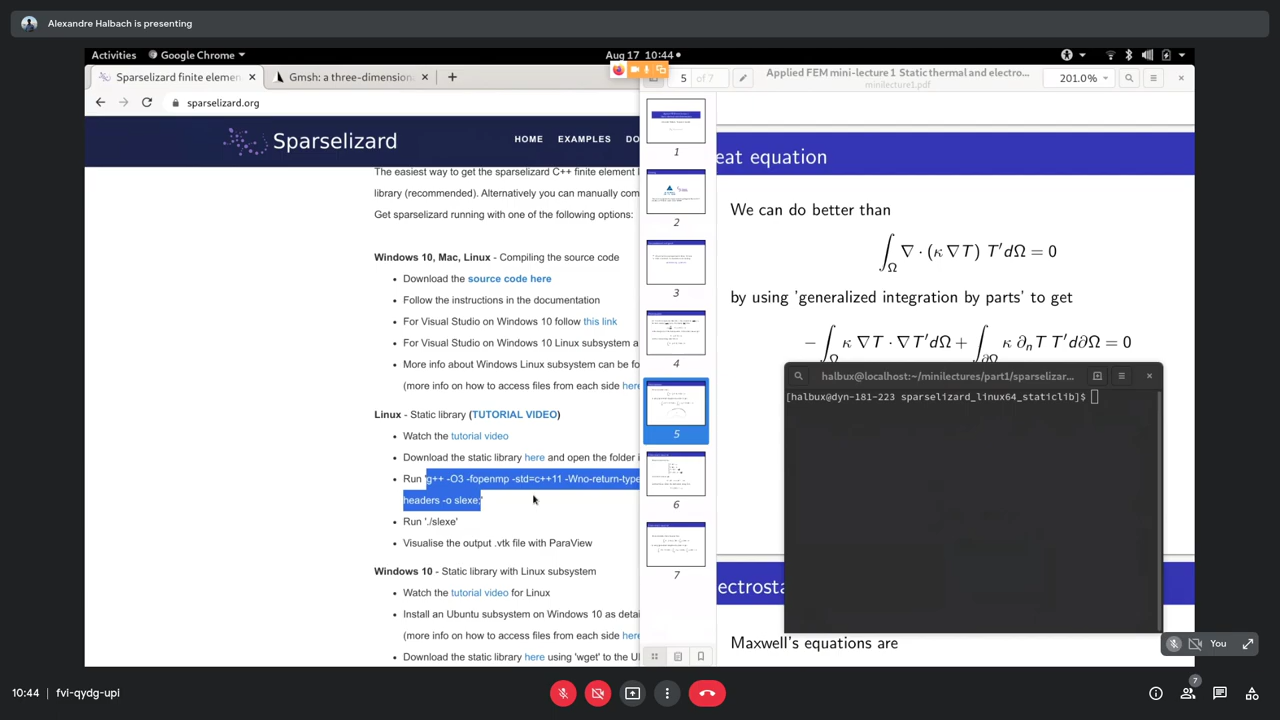 Alexandre Halbach is presenting
Activities Google Chrome Aug 17 10:44
Sparselizard finite elemen
Gmsh: a three-dimension
sparselizard.org
Sparselizard
HOME EXAMPLES DO
The easiest way to get the sparselizard C++ finite element l
library (recommended). Alternatively you can manually com
Get sparselizard running with one of the following options:
Windows 10, Mac, Linux - Compiling the source code
• Download the source code here
• Follow the instructions in the documentation
• For Visual Studio on Windows 10 follow this link
• For Visual Studio on Windows 10 Linux subsystem a
• More info about Windows Linux subsystem can be f
(more info on how to access files from each side here
Linux - Static library (TUTORIAL VIDEO)
• Watch the tutorial video
• Download the static library here and open the folder i
• Run 'g++ -O3 -fopenmp -std=c++11 -Wno-return-type
headers -o slexe;
• Run './slexe'
• Visualise the output .vtk file with ParaView
Windows 10 - Static library with Linux subsystem
• Watch the tutorial video for Linux
• Install an Ubuntu subsystem on Windows 10 as detai
(more info on how to access files from each side here
• Download the static library here using 'wget' to the U
5 of 7
Applied FEM mini-lecture 1 Static thermal and electro...
minilecture1.pdf
201.0%
1
2
3
4
5
6
7
eat equation
We can do better than
∫Ω ∇ · (κ ∇T) T′dΩ = 0
by using 'generalized integration by parts' to get
− ∫Ω κ ∇T · ∇T′dΩ + ∫∂Ω κ ∂nT T′d∂Ω = 0
halbux@localhost:~/minilectures/part1/sparselizar...
[halbux@dyn-181-223 sparselizard_linux64_staticlib]$
ectrosta
Maxwell's equations are
You
10:44 fvi-qydg-upi
7